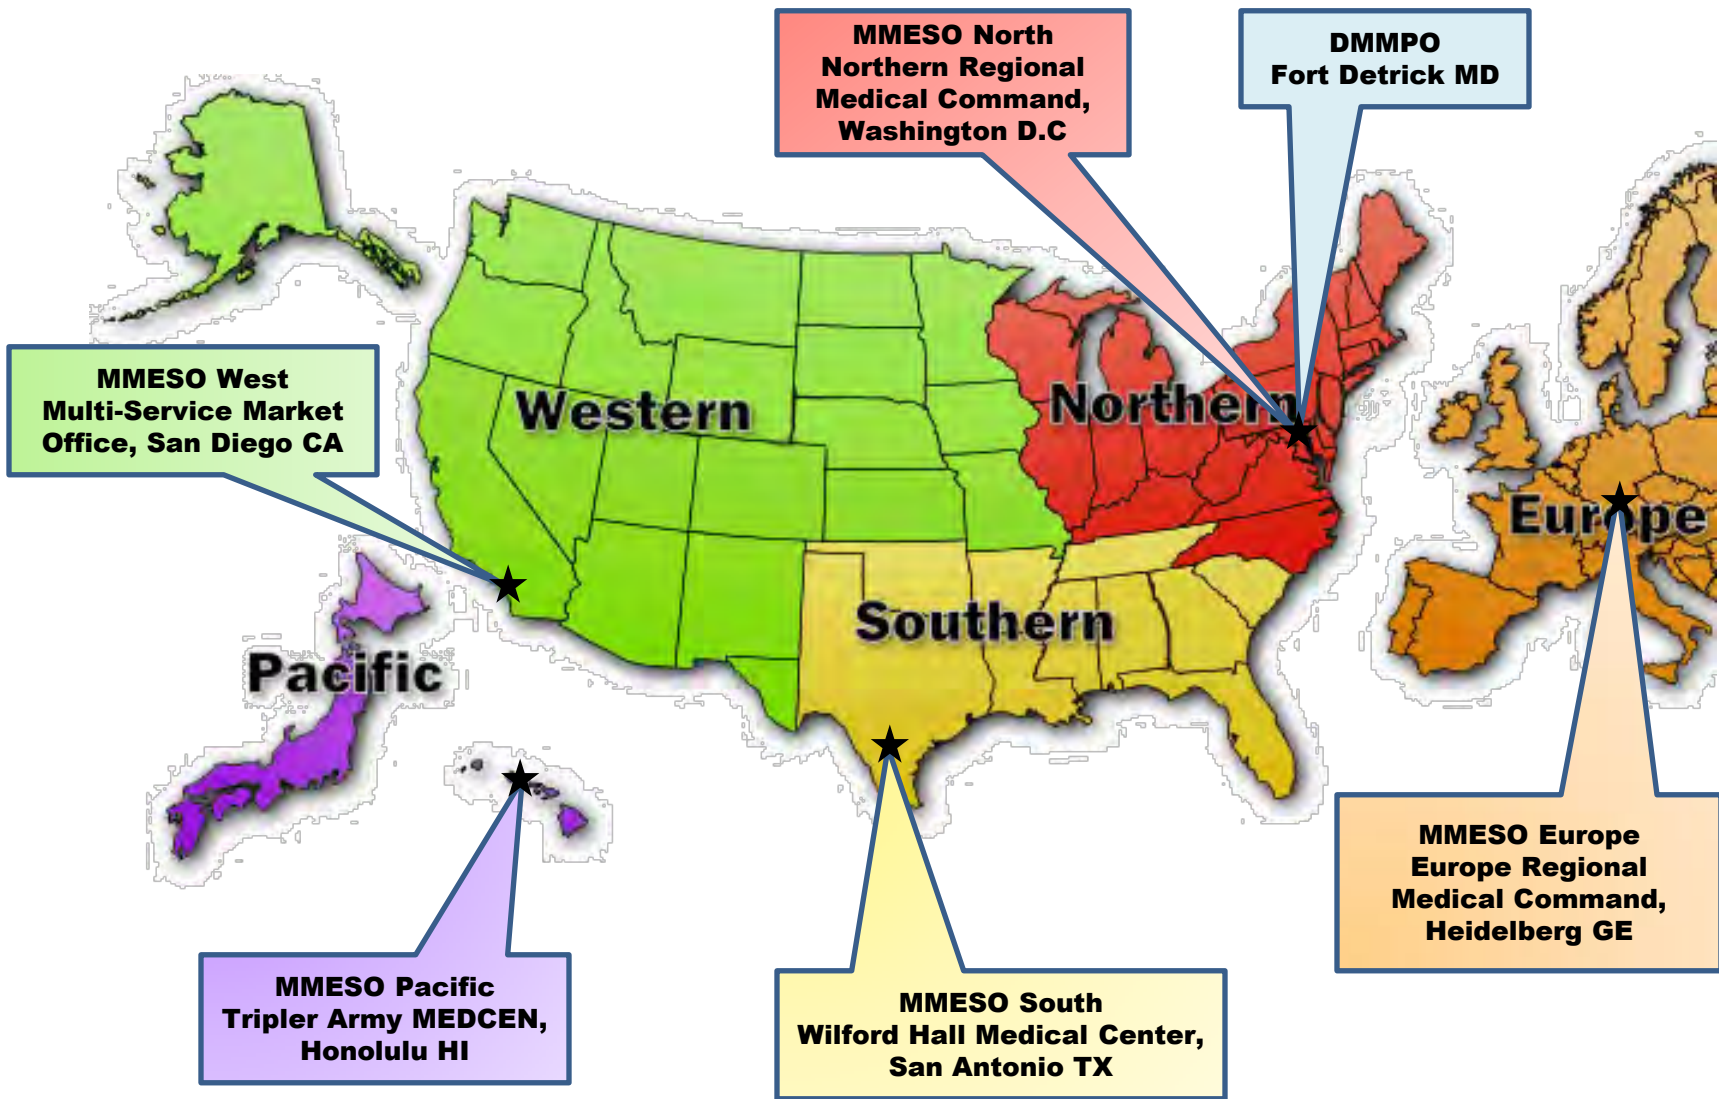 MMESO North
Northern Regional
Medical Command,
Washington D.C
DMMPO
Fort Detrick MD
MMESO West
Multi-Service Market
Office, San Diego CA
Western
Northern
Europe
Southern
Pacific
MMESO Europe
Europe Regional
Medical Command,
Heidelberg GE
MMESO Pacific
Tripler Army MEDCEN,
Honolulu HI
MMESO South
Wilford Hall Medical Center,
San Antonio TX